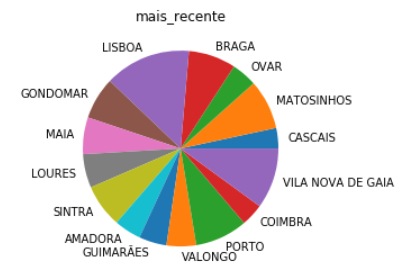 mais_recente
LISBOA
BRAGA
OVAR
GONDOMAR
MATOSINHOS
MAIA
CASCAIS
LOURES
VILA NOVA DE GAIA
SINTRA
COIMBRA
AMADORA
PORTO
GUIMARÃES
VALONGO